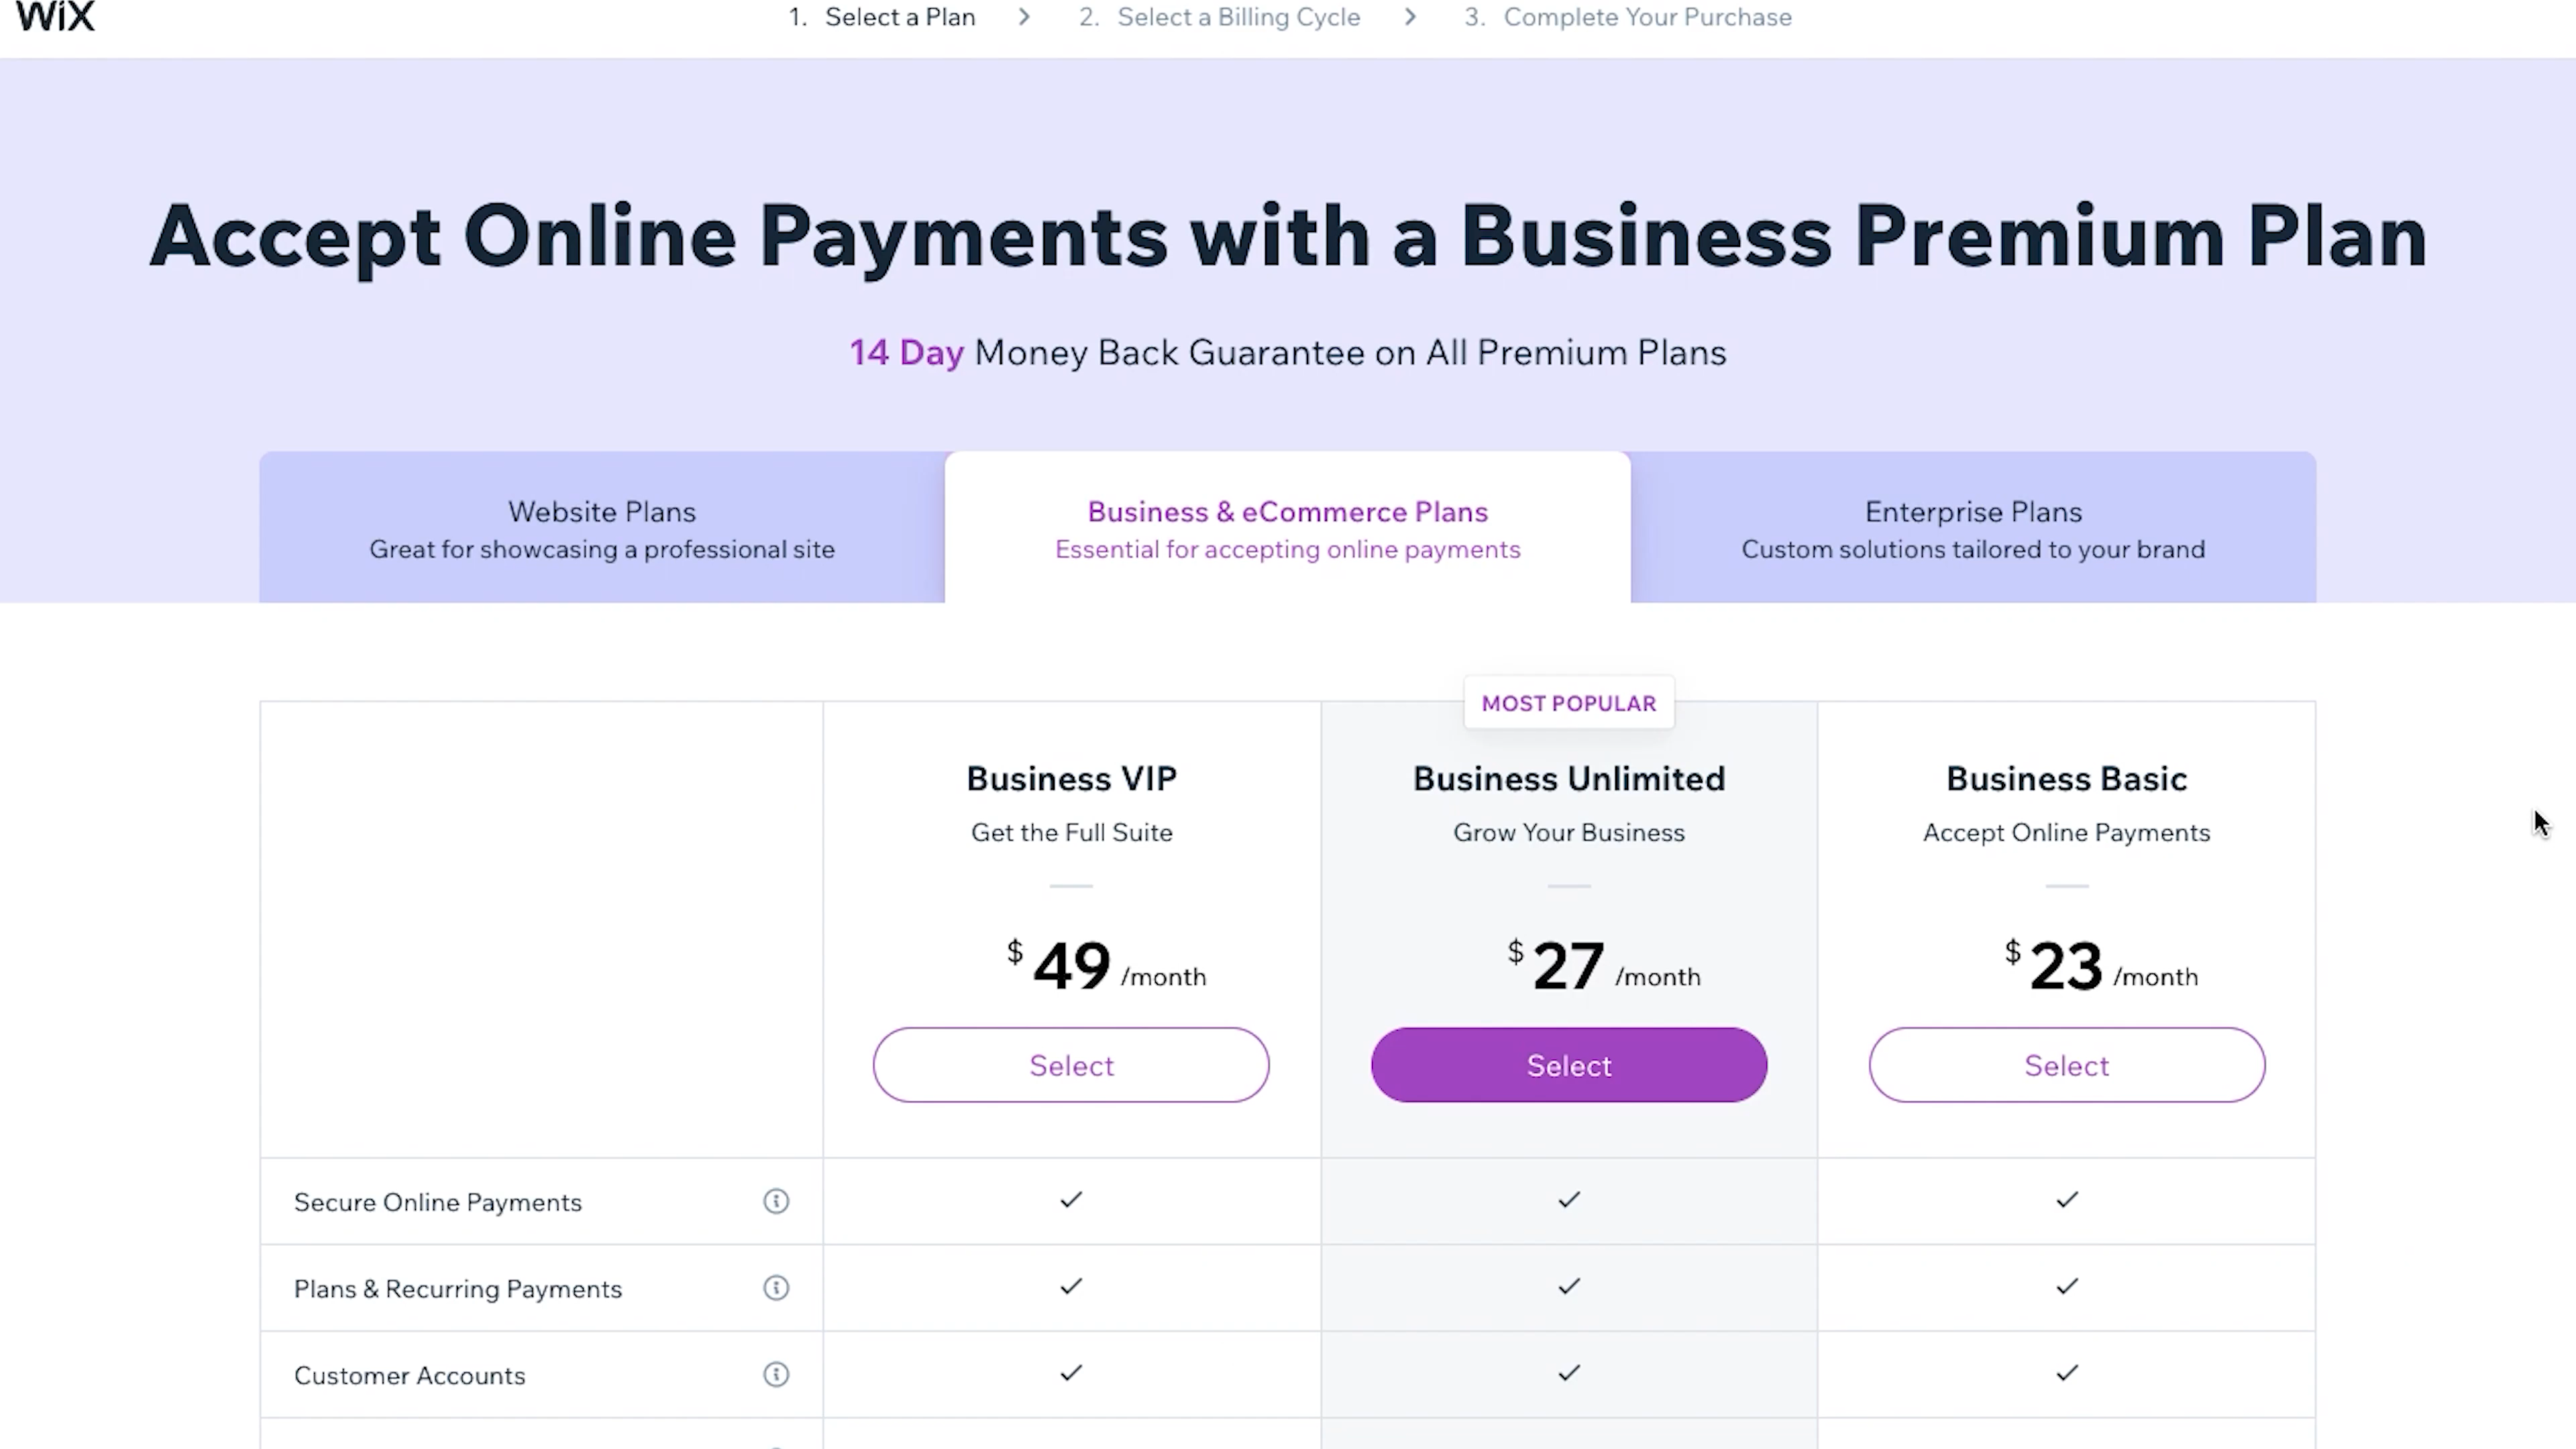 WiX
1. Select a Plan > 2. Select a Billing Cycle > 3. Complete Your Purchase
Accept Online Payments with a Business Premium Plan
14 Day Money Back Guarantee on All Premium Plans
Website Plans
Great for showcasing a professional site
Business & eCommerce Plans
Essential for accepting online payments
Enterprise Plans
Custom solutions tailored to your brand
MOST POPULAR
Business VIP
Get the Full Suite
$ 49 /month
Select
Business Unlimited
Grow Your Business
$ 27 /month
Select
Business Basic
Accept Online Payments
$ 23 /month
Select
Secure Online Payments
Plans & Recurring Payments
Customer Accounts